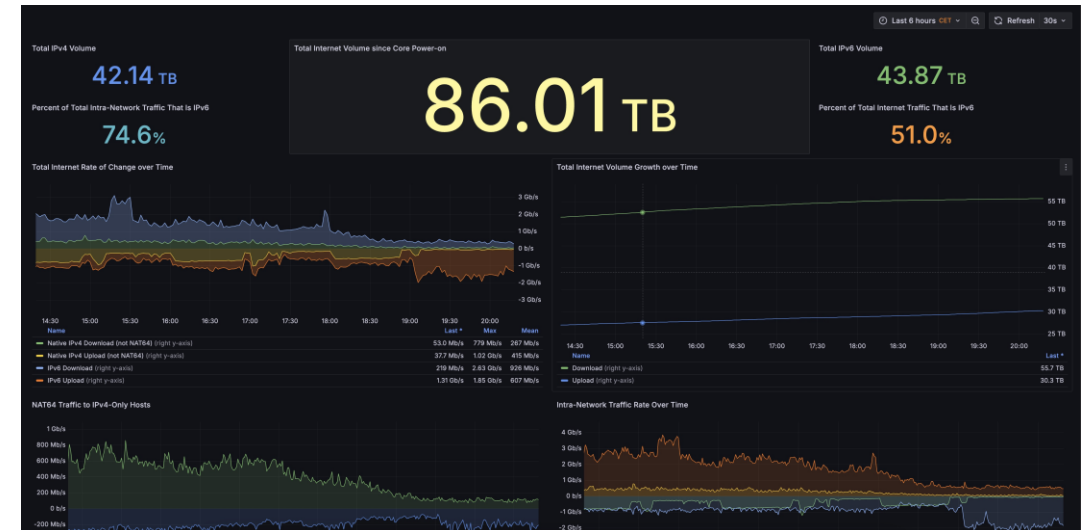 Last 6 hours CET
Refresh 30s
Total IPv4 Volume
42.14 TB
Percent of Total Intra-Network Traffic That Is IPv6
74.6%
Total Internet Volume since Core Power-on
86.01 TB
Total IPv6 Volume
43.87 TB
Percent of Total Internet Traffic That Is IPv6
51.0%
Total Internet Rate of Change over Time
3 Gb/s
2 Gb/s
1 Gb/s
0 b/s
-1 Gb/s
-2 Gb/s
-3 Gb/s
14:30 15:00 15:30 16:00 16:30 17:00 17:30 18:00 18:30 19:00 19:30 20:00
Name Last * Max Mean
Native IPv4 Download (not NAT64) (right y-axis) 53.0 Mb/s 779 Mb/s 267 Mb/s
Native IPv4 Upload (not NAT64) (right y-axis) 37.7 Mb/s 1.02 Gb/s 415 Mb/s
IPv6 Download (right y-axis) 219 Mb/s 2.63 Gb/s 926 Mb/s
IPv6 Upload (right y-axis) 1.31 Gb/s 1.85 Gb/s 607 Mb/s
Total Internet Volume Growth over Time
55 TB
50 TB
45 TB
40 TB
35 TB
30 TB
25 TB
14:30 15:00 15:30 16:00 16:30 17:00 17:30 18:00 18:30 19:00 19:30 20:00
Name Last *
Download (right y-axis) 55.7 TB
Upload (right y-axis) 30.3 TB
NAT64 Traffic to IPv4-Only Hosts
1 Gb/s
800 Mb/s
600 Mb/s
400 Mb/s
200 Mb/s
0 b/s
-200 Mb/s
Intra-Network Traffic Rate Over Time
4 Gb/s
3 Gb/s
2 Gb/s
1 Gb/s
0 b/s
-1 Gb/s
-2 Gb/s